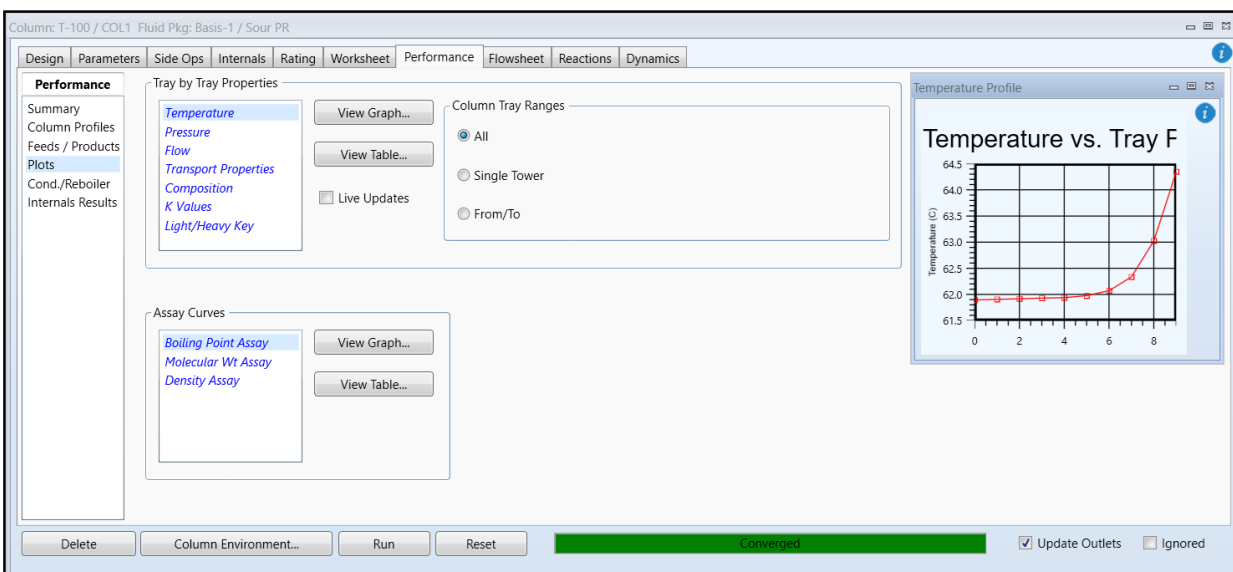 Column: T-100 / COL1 Fluid Pkg: Basis-1 / Sour PR
Design Parameters Side Ops Internals Rating Worksheet Performance Flowsheet Reactions Dynamics
Performance
Summary
Column Profiles
Feeds / Products
Plots
Cond./Reboiler
Internals Results
Tray by Tray Properties
Temperature
Pressure
Flow
Transport Properties
Composition
K Values
Light/Heavy Key
View Graph...
View Table...
Live Updates
Column Tray Ranges
All
Single Tower
From/To
Assay Curves
Boiling Point Assay
Molecular Wt Assay
Density Assay
View Graph...
View Table...
Temperature Profile
Temperature vs. Tray P
Temperature (C)
64.5
64.0
63.5
63.0
62.5
62.0
61.5
0 2 4 6 8
Delete Column Environment... Run Reset Converged Update Outlets Ignored